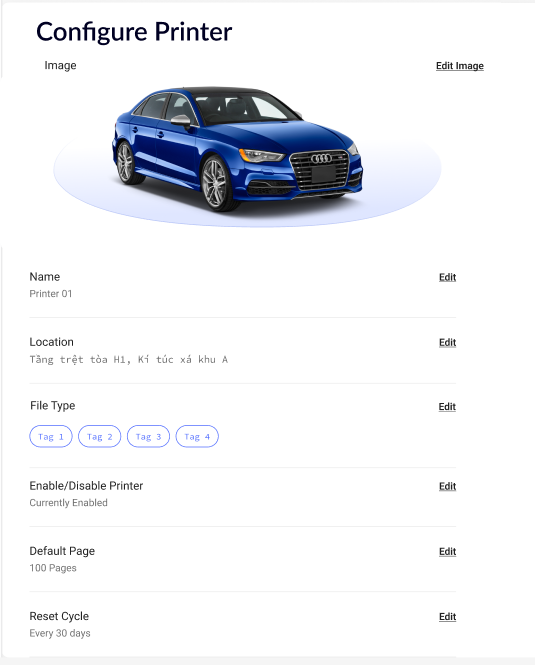 Configure Printer
Image
Edit Image
Name
Edit
Printer 01
Location
Edit
Tầng trệt tòa H1, Kí túc xá khu A
File Type
Edit
Tag 1 Tag 2 Tag 3 Tag 4
Enable/Disable Printer
Edit
Currently Enabled
Default Page
Edit
100 Pages
Reset Cycle
Edit
Every 30 days